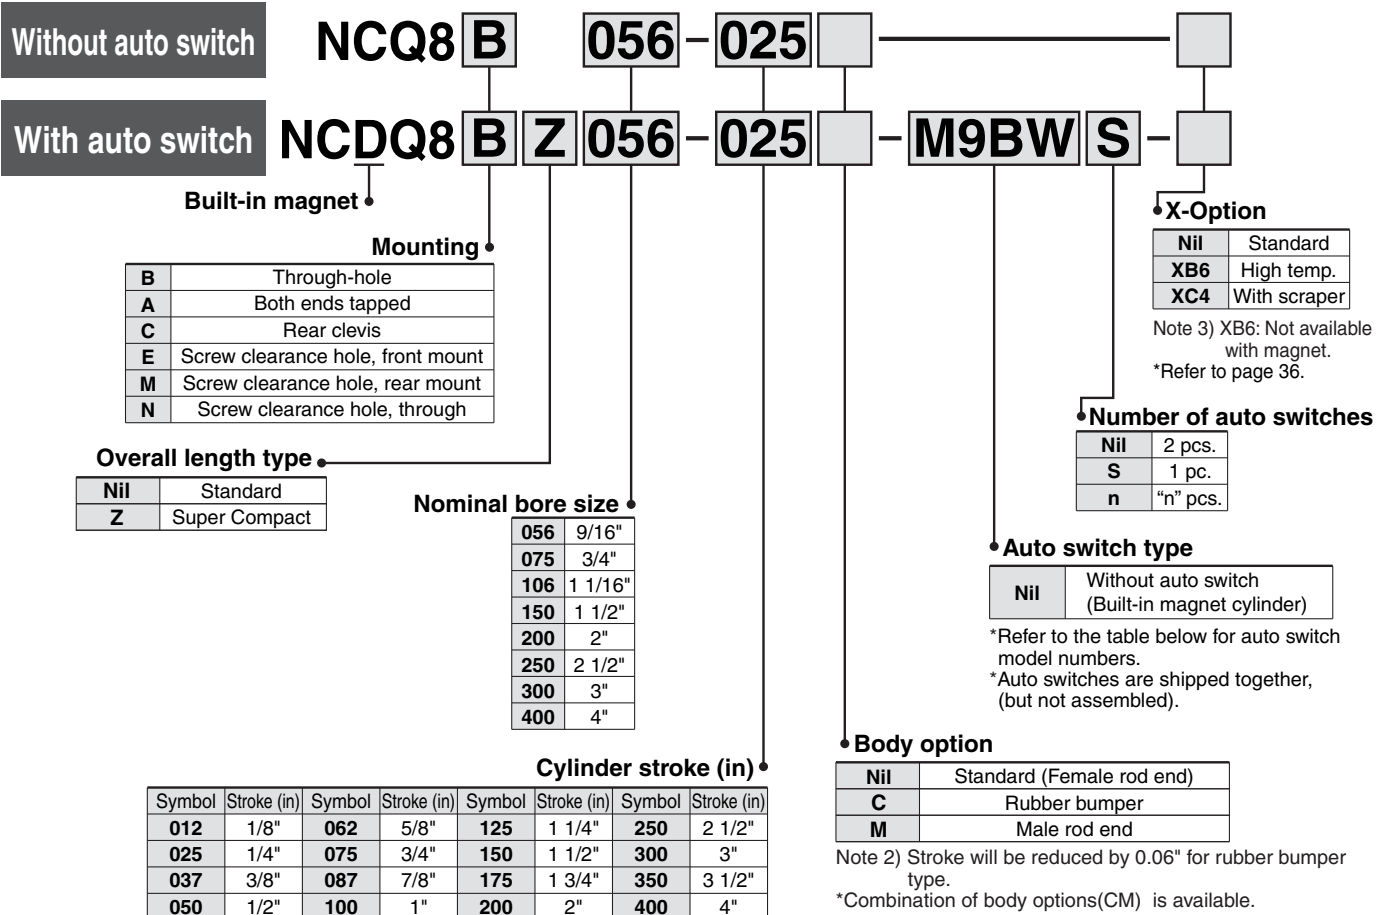 Without auto switch NCQ8 B 056 – 025
With auto switch NCDQ8 B Z 056 – 025 – M9BW S –
Built-in magnet
Mounting
B Through-hole
A Both ends tapped
C Rear clevis
E Screw clearance hole, front mount
M Screw clearance hole, rear mount
N Screw clearance hole, through
Overall length type
Nil Standard
Z Super Compact
Nominal bore size
056 9/16"
075 3/4"
106 1 1/16"
150 1 1/2"
200 2"
250 2 1/2"
300 3"
400 4"
Cylinder stroke (in)
Symbol Stroke (in) Symbol Stroke (in) Symbol Stroke (in) Symbol Stroke (in)
012 1/8" 062 5/8" 125 1 1/4" 250 2 1/2"
025 1/4" 075 3/4" 150 1 1/2" 300 3"
037 3/8" 087 7/8" 175 1 3/4" 350 3 1/2"
050 1/2" 100 1" 200 2" 400 4"
X-Option
Nil Standard
XB6 High temp.
XC4 With scraper
Note 3) XB6: Not available
with magnet.
*Refer to page 36.
Number of auto switches
Nil 2 pcs.
S 1 pc.
n “n” pcs.
Auto switch type
Nil Without auto switch
(Built-in magnet cylinder)
*Refer to the table below for auto switch
model numbers.
*Auto switches are shipped together,
(but not assembled).
Body option
Nil Standard (Female rod end)
C Rubber bumper
M Male rod end
Note 2) Stroke will be reduced by 0.06" for rubber bumper
type.
*Combination of body options(CM) is available.